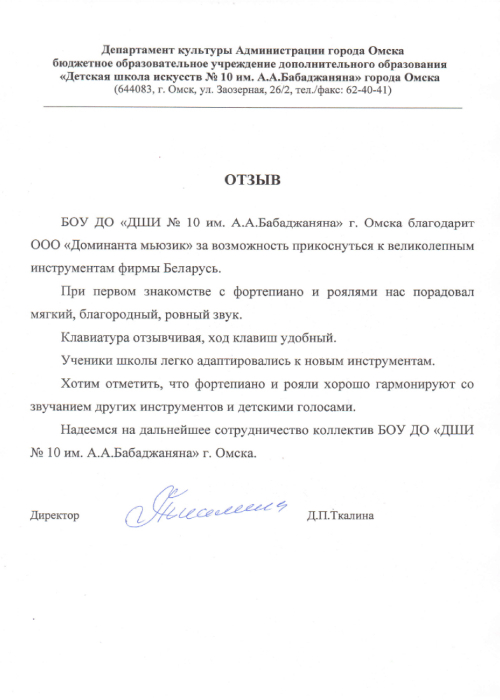 Департамент культуры Администрации города Омска
бюджетное образовательное учреждение дополнительного образования
«Детская школа искусств № 10 им. А.А.Бабаджаняна» города Омска
(644083, г. Омск, ул. Заозерная, 26/2, тел./факс: 62-40-41)
ОТЗЫВ
БОУ ДО «ДШИ № 10 им. А.А.Бабаджаняна» г. Омска благодарит
ООО «Доминанта мьюзик» за возможность прикоснуться к великолепным
инструментам фирмы Беларусь.
При первом знакомстве с фортепиано и роялями нас порадовал
мягкий, благородный, ровный звук.
Клавиатура отзывчивая, ход клавиш удобный.
Ученики школы легко адаптировались к новым инструментам.
Хотим отметить, что фортепиано и рояли хорошо гармонируют со
звучанием других инструментов и детскими голосами.
Надеемся на дальнейшее сотрудничество коллектив БОУ ДО «ДШИ
№ 10 им. А.А.Бабаджаняна» г. Омска.
Директор Д.П.Ткалина